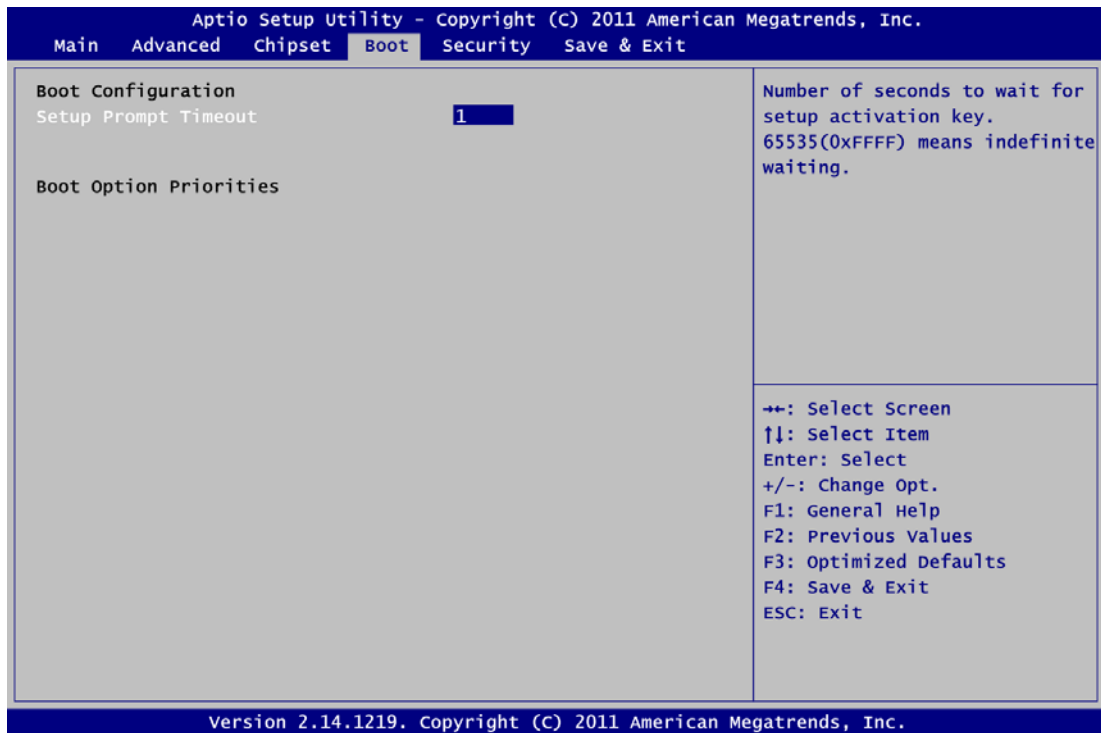 Aptio Setup Utility – Copyright (C) 2011 American Megatrends, Inc.
Main Advanced Chipset Boot Security Save & Exit
Boot Configuration
Setup Prompt Timeout 1
Boot Option Priorities
Number of seconds to wait for
setup activation key.
65535(0xFFFF) means indefinite
waiting.
→←: Select Screen
↑↓: Select Item
Enter: Select
+/-: Change Opt.
F1: General Help
F2: Previous Values
F3: Optimized Defaults
F4: Save & Exit
ESC: Exit
Version 2.14.1219. Copyright (C) 2011 American Megatrends, Inc.